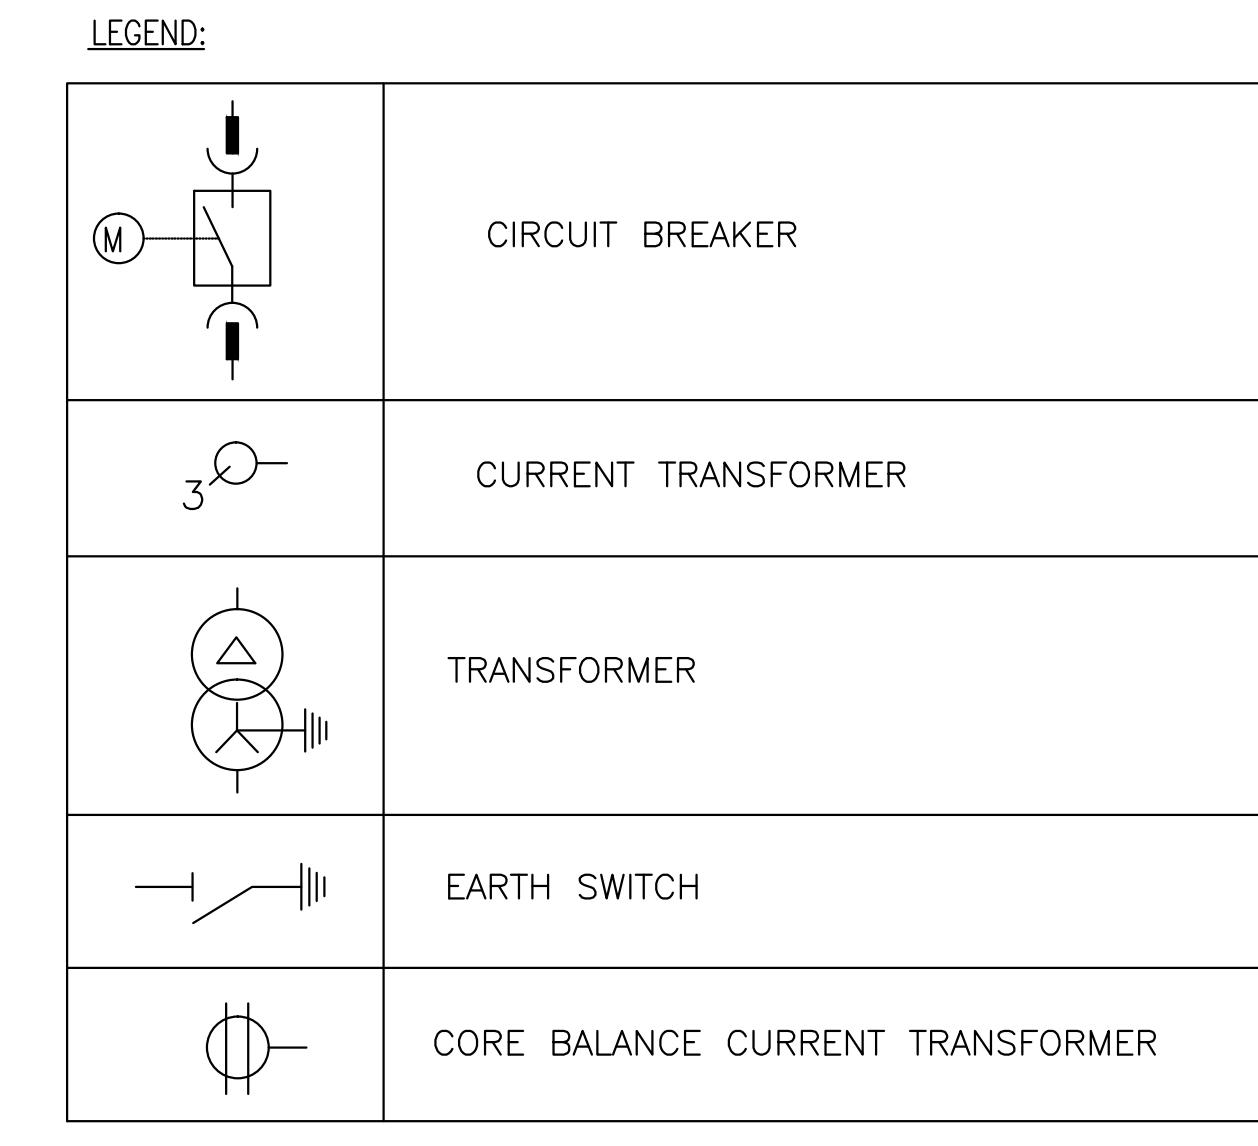 LEGEND:
M
CIRCUIT BREAKER
3
CURRENT TRANSFORMER
TRANSFORMER
EARTH SWITCH
CORE BALANCE CURRENT TRANSFORMER